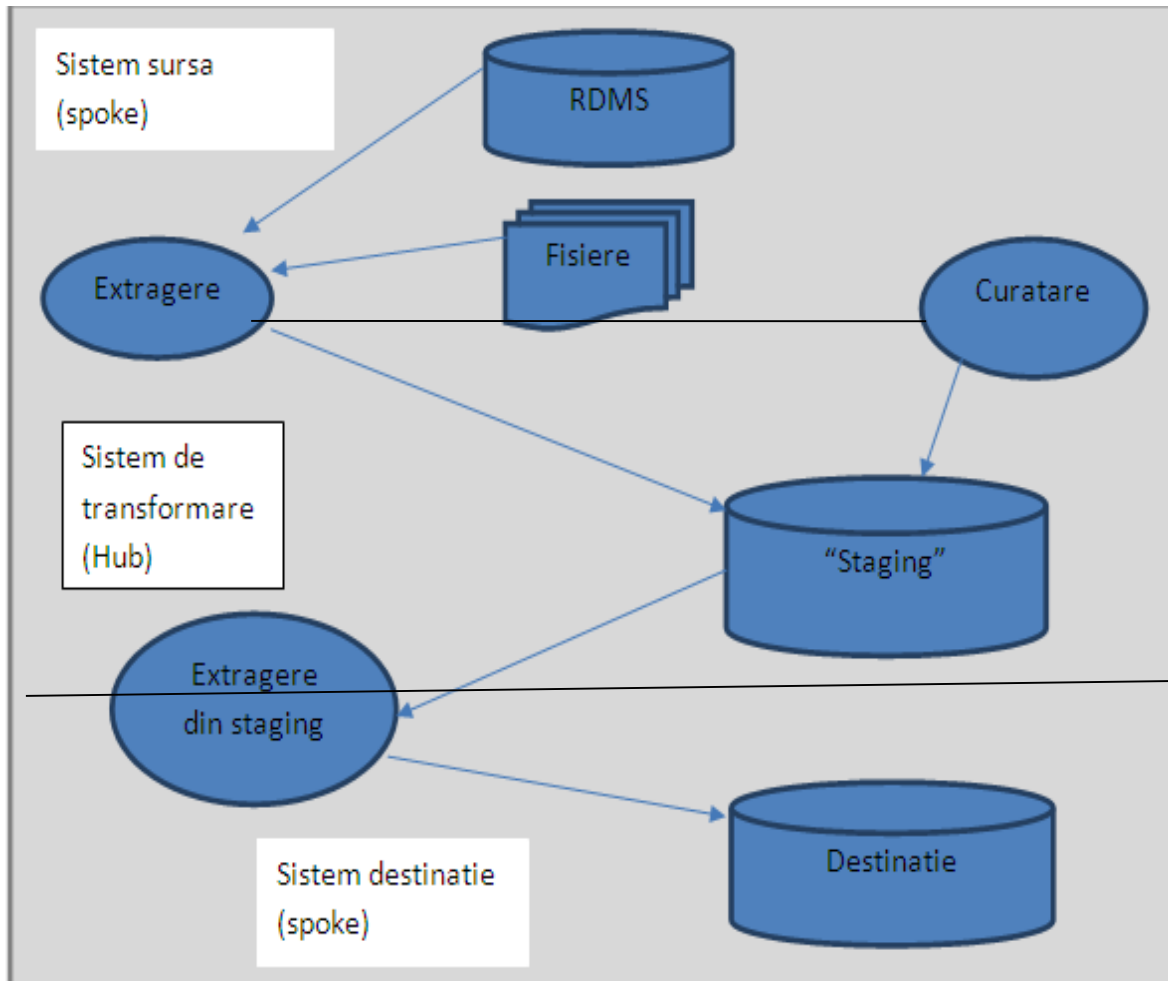 Sistem sursa
(spoke)
RDMS
Fisiere
Extragere
Curatare
Sistem de
transformare
(Hub)
“Staging”
Extragere
din staging
Destinatie
Sistem destinatie
(spoke)